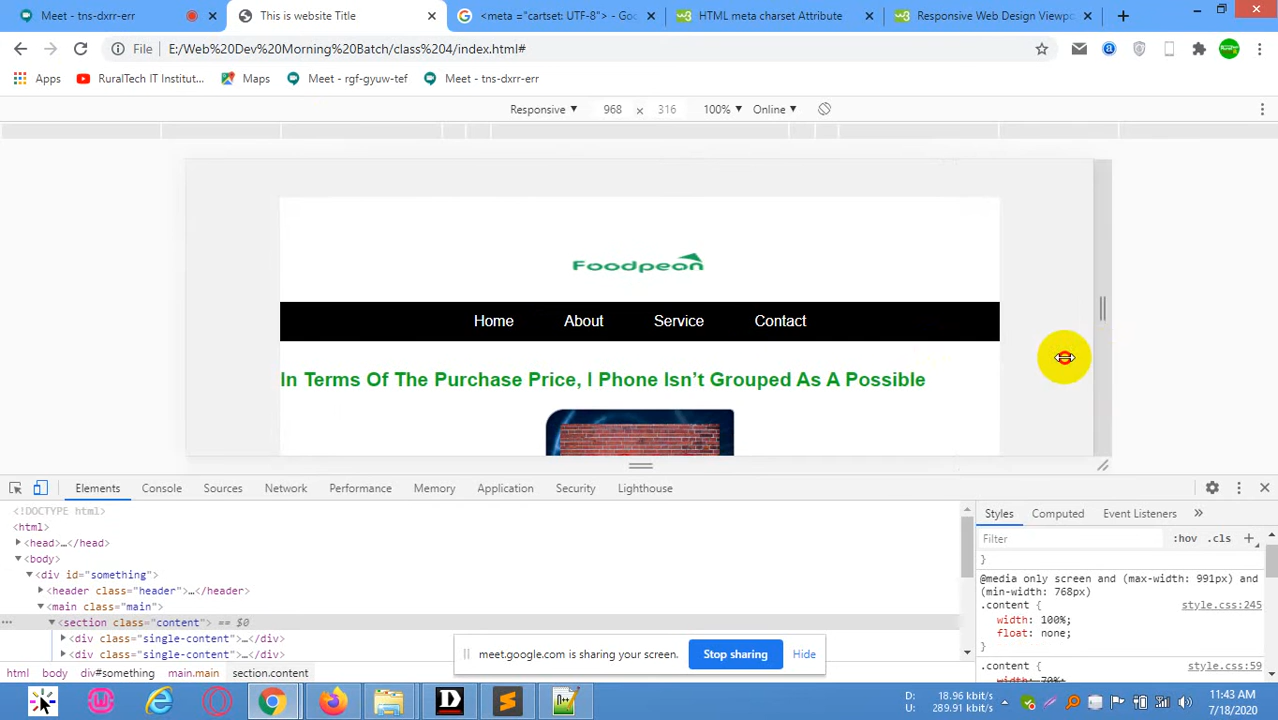 Meet - tns-dxrr-err
This is website Title
<meta ="cartset: UTF-8"> - Goo
HTML meta charset Attribute
Responsive Web Design Viewpo
File
E:/Web%20Dev%20Morning%20Batch/class%204/index.html#
Apps
RuralTech IT Institut...
Maps
Meet - rgf-gyuw-tef
Meet - tns-dxrr-err
Responsive ▼ 968 x 316 100% ▼ Online ▼
Foodpeon
Home About Service Contact
In Terms Of The Purchase Price, I Phone Isn't Grouped As A Possible
Elements Console Sources Network Performance Memory Application Security Lighthouse
<!DOCTYPE html>
<html>
<head>…</head>
<body>
<div id="something">
<header class="header">…</header>
<main class="main">
<section class="content"> == $0
<div class="single-content">…</div>
<div class="single-content">…</div>
html body div#something main.main section.content
Styles Computed Event Listeners »
Filter :hov .cls +
}
@media only screen and (max-width: 991px) and
(min-width: 768px)
.content { style.css:245
width: 100%;
float: none;
}
.content { style.css:59
width: 70%;
meet.google.com is sharing your screen. Stop sharing Hide
D: 18.96 kbit/s
U: 289.91 kbit/s
11:43 AM
7/18/2020